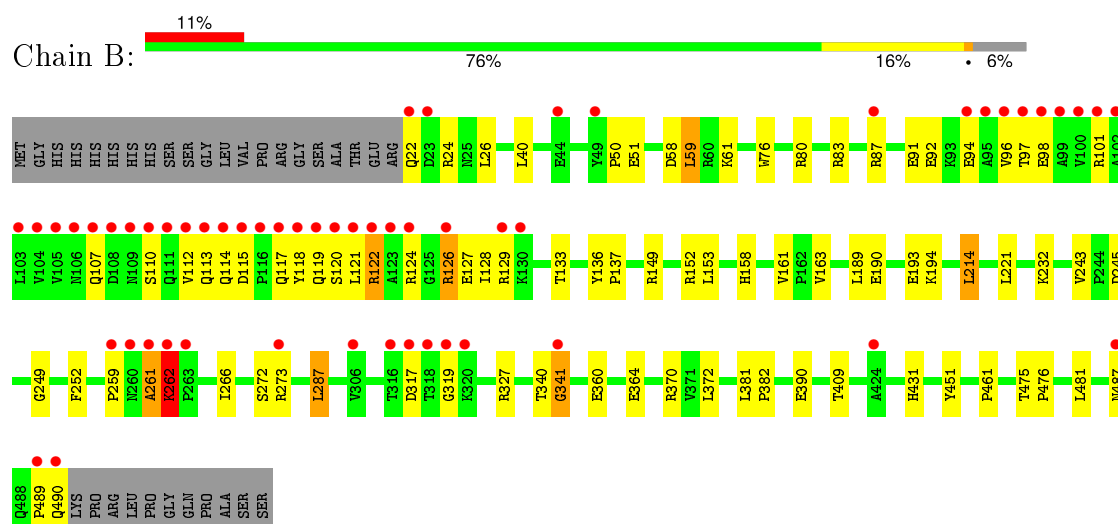 11%
Chain B:
76% 16% • 6%
MET GLY HIS HIS HIS HIS HIS HIS SER SER GLY LEU VAL PRO ARG GLY SER ALA THR GLU ARG Q22 D23 R24 N25 L26 L40 E44 Y49 P50 E51 D58 L59 R60 K61 W76 R80 R83 R87 E91 E92 K93 E94 A95 V96 T97 E98 A99 V100 R101 A102
L103 V104 V105 N106 Q107 D108 N109 S110 Q111 V112 Q113 Q114 D115 P116 Q117 Y118 Q119 S120 L121 R122 A123 R124 G125 R126 E127 I128 R129 K130 T133 Y136 P137 R149 R152 L153 H158 V161 P162 V163 L189 E190 E193 K194 L214 L221 K232 V243 P244
G249 F252 P259 N260 A261 K262 P263 I266 S272 R273 L287 V306 T316 D317 T318 G319 K320 R327 T340 G341 E360 E364 R370 V371 L372 L381 P382 E390 T409 A424 H431 Y451 P461 T475 P476 L481
Q488 P489 Q490 LYS PRO ARG LEU PRO GLY GLN PRO ALA SER SER